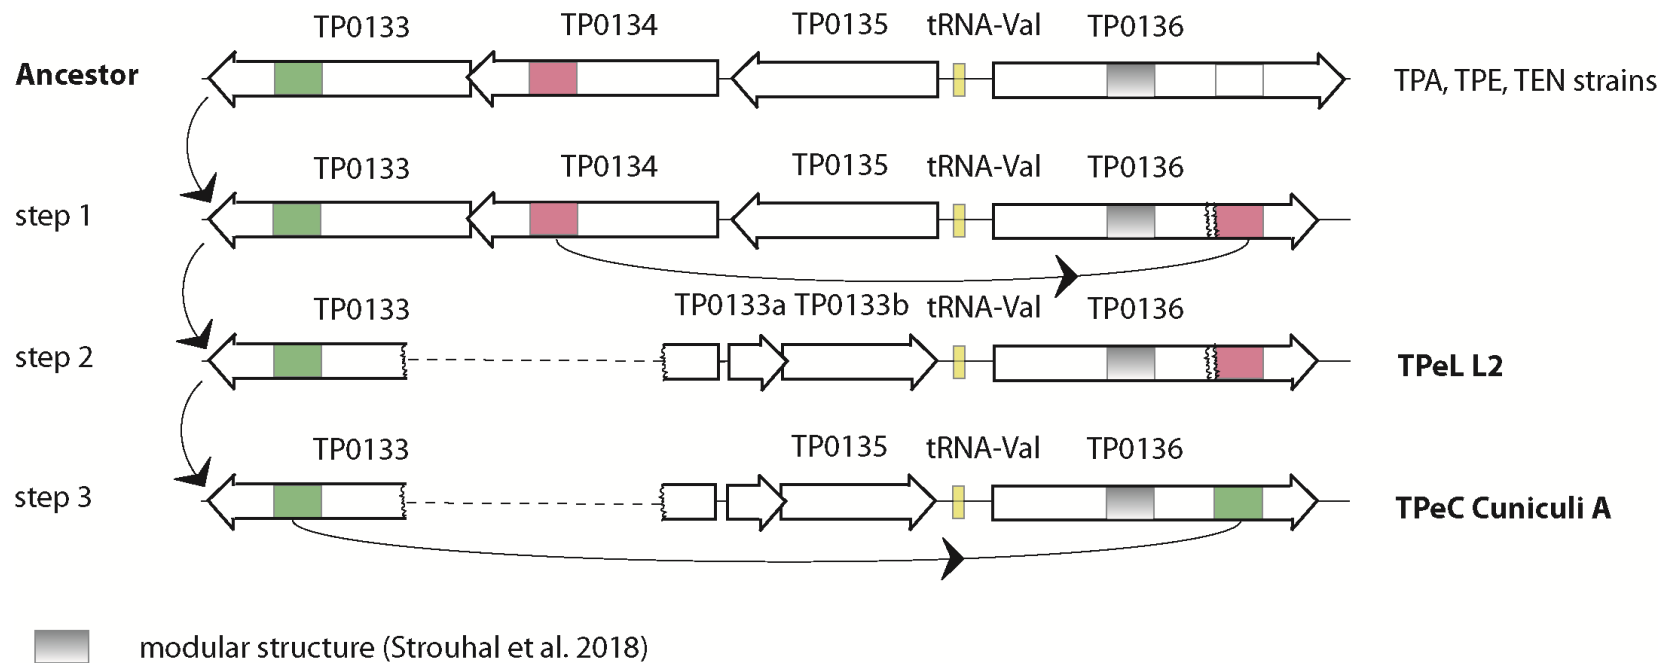 TP0133 TP0134 TP0135 tRNA-Val TP0136
Ancestor TPA, TPE, TEN strains
TP0133 TP0134 TP0135 tRNA-Val TP0136
step 1
TP0133 TP0133a TP0133b tRNA-Val TP0136
step 2 TPeL L2
TP0133 TP0135 tRNA-Val TP0136
step 3 TPeC Cuniculi A
modular structure (Strouhal et al. 2018)